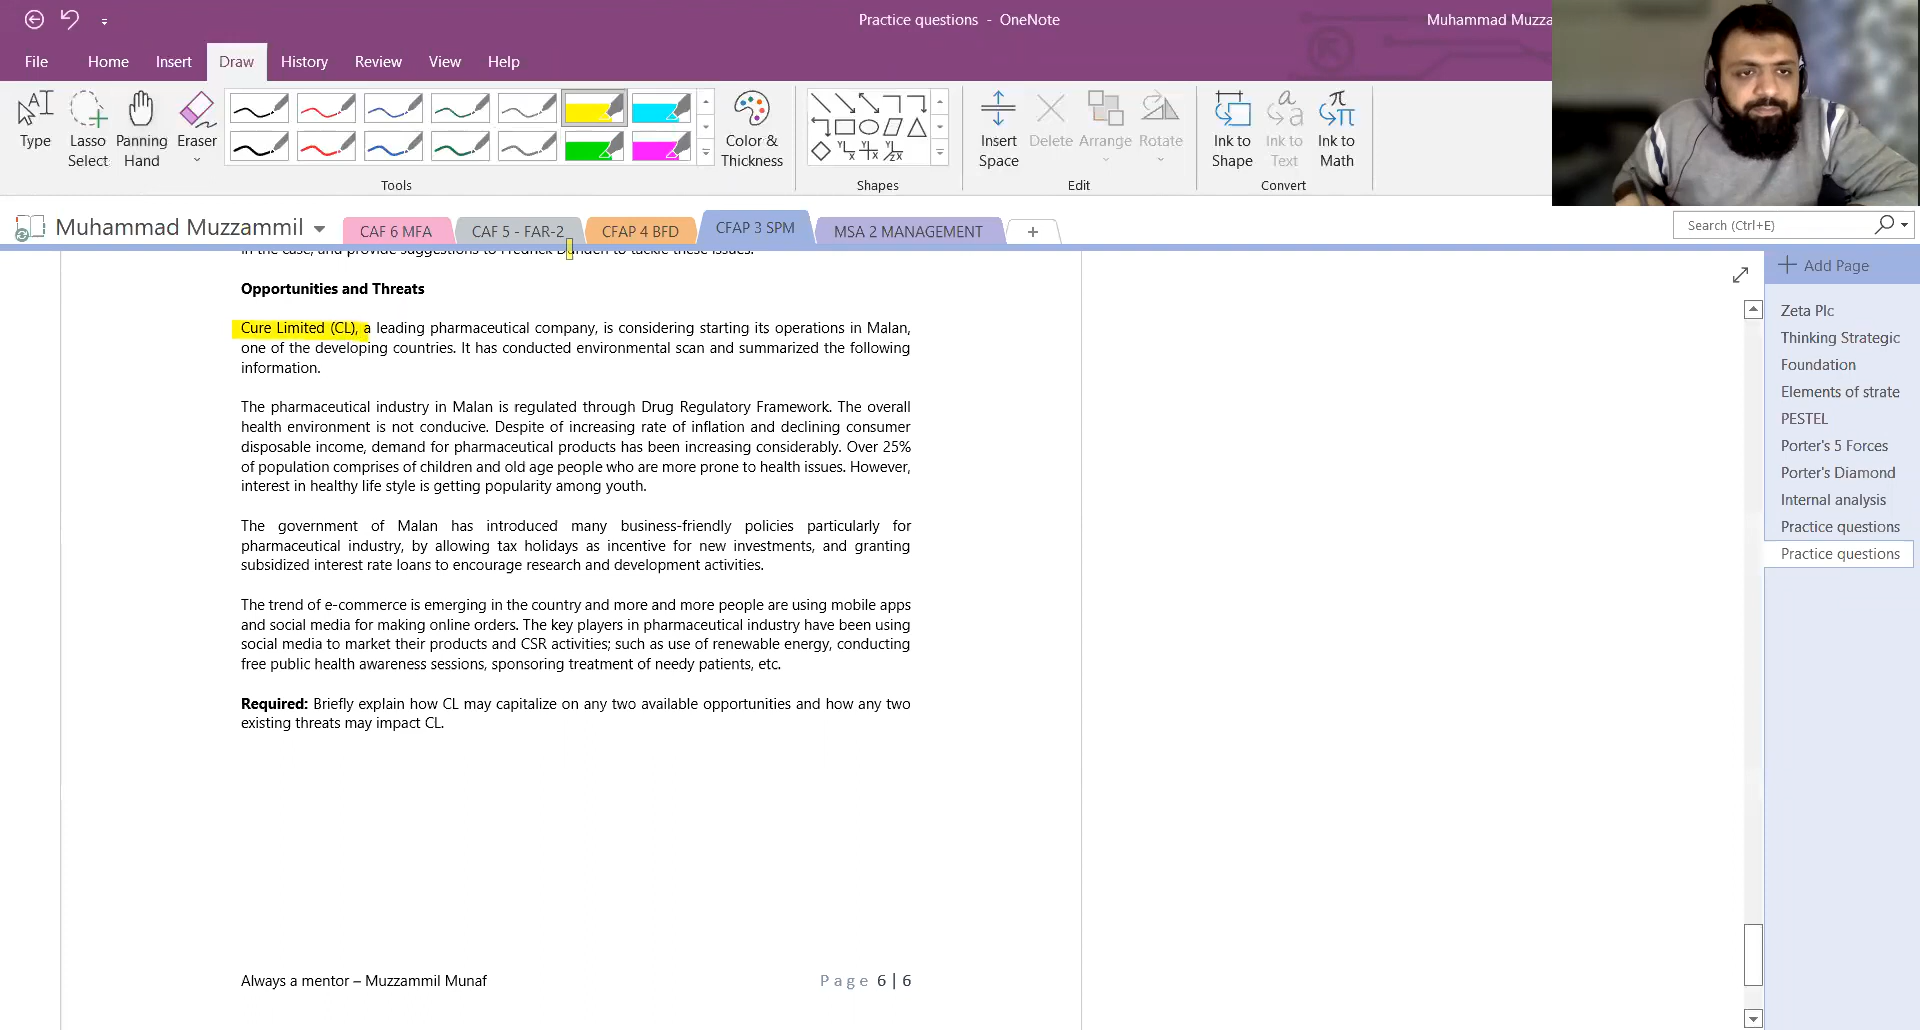 Practice questions - OneNote
Muhammad Muzza
File
Home
Insert
Draw
History
Review
View
Help
Type
Lasso
Select
Panning
Hand
Eraser
Color &
Thickness
Insert
Space
Delete
Arrange
Rotate
Ink to
Shape
Ink to
Text
Ink to
Math
Tools
Shapes
Edit
Convert
Muhammad Muzzammil
CAF 6 MFA
CAF 5 - FAR-2
CFAP 4 BFD
CFAP 3 SPM
MSA 2 MANAGEMENT
Search (Ctrl+E)
in the case, and provide suggestions to Fredrick to tackle these issues.
Opportunities and Threats
Cure Limited (CL), a leading pharmaceutical company, is considering starting its operations in Malan,
one of the developing countries. It has conducted environmental scan and summarized the following
information.
The pharmaceutical industry in Malan is regulated through Drug Regulatory Framework. The overall
health environment is not conducive. Despite of increasing rate of inflation and declining consumer
disposable income, demand for pharmaceutical products has been increasing considerably. Over 25%
of population comprises of children and old age people who are more prone to health issues. However,
interest in healthy life style is getting popularity among youth.
The government of Malan has introduced many business-friendly policies particularly for
pharmaceutical industry, by allowing tax holidays as incentive for new investments, and granting
subsidized interest rate loans to encourage research and development activities.
The trend of e-commerce is emerging in the country and more and more people are using mobile apps
and social media for making online orders. The key players in pharmaceutical industry have been using
social media to market their products and CSR activities; such as use of renewable energy, conducting
free public health awareness sessions, sponsoring treatment of needy patients, etc.
Required: Briefly explain how CL may capitalize on any two available opportunities and how any two
existing threats may impact CL.
Always a mentor – Muzzammil Munaf
Page 6 | 6
Add Page
Zeta Plc
Thinking Strategic
Foundation
Elements of strate
PESTEL
Porter's 5 Forces
Porter's Diamond
Internal analysis
Practice questions
Practice questions